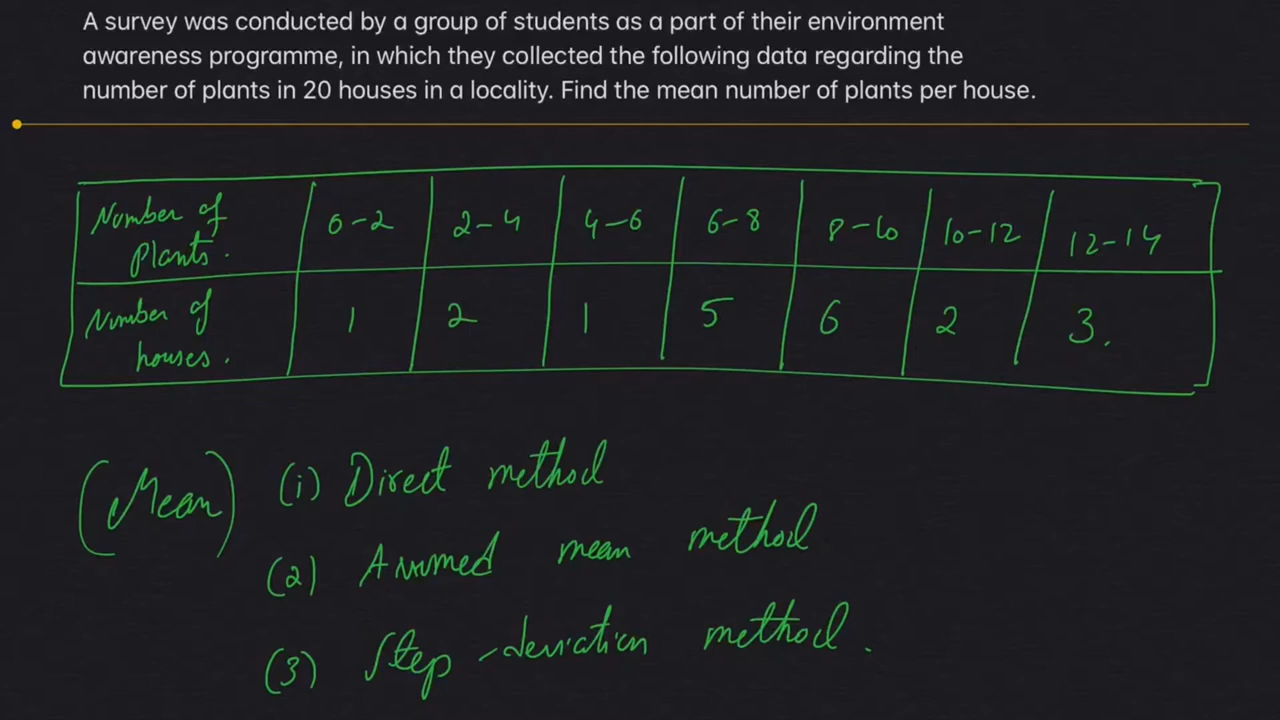 A survey was conducted by a group of students as a part of their environment
awareness programme, in which they collected the following data regarding the
number of plants in 20 houses in a locality. Find the mean number of plants per house.
Number of Plants. 0-2 2-4 4-6 6-8 8-10 10-12 12-14
Number of houses. 1 2 1 5 6 2 3.
(Mean) (i) Direct method
(2) Assumed mean method
(3) Step-deviation method.